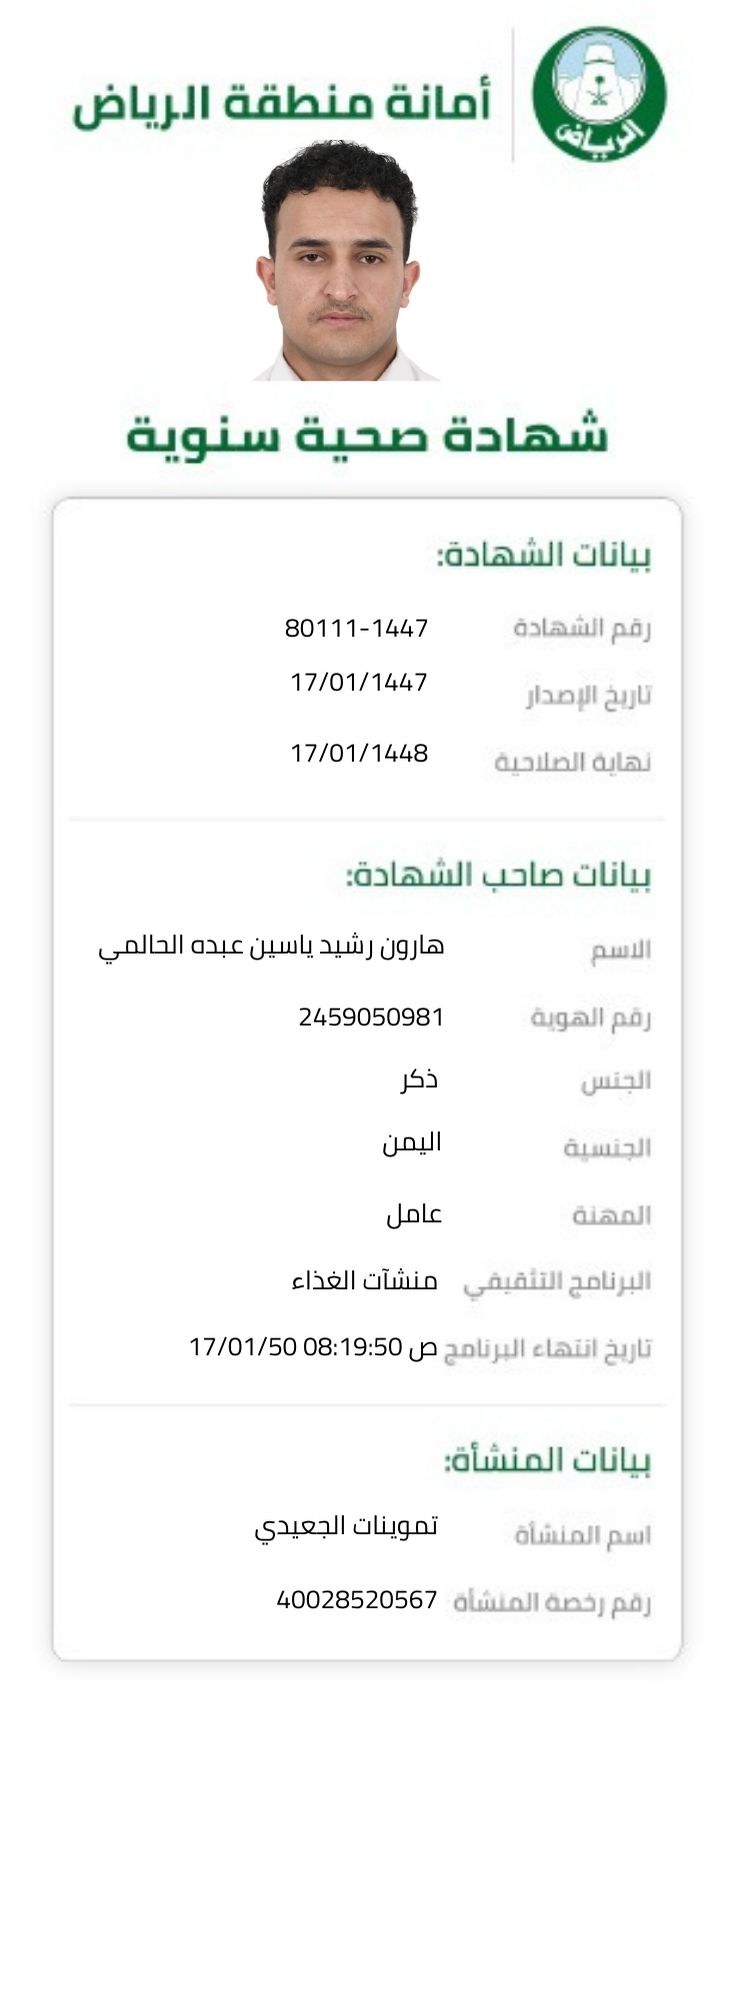 أمانة منطقة الرياض
الرياض
شهادة صحية سنوية
بيانات الشهادة:
رقم الشهادة 80111-1447
تاريخ الإصدار 17/01/1447
نهاية الصلاحية 17/01/1448
بيانات صاحب الشهادة:
الاسم هارون رشيد ياسين عبده الحالمي
رقم الهوية 2459050981
الجنس ذكر
الجنسية اليمن
المهنة عامل
البرنامج التثقيفي منشآت الغذاء
تاريخ انتهاء البرنامج ص 08:19:50 17/01/50
بيانات المنشأة:
اسم المنشأة تموينات الجعيدي
رقم رخصة المنشأة 40028520567